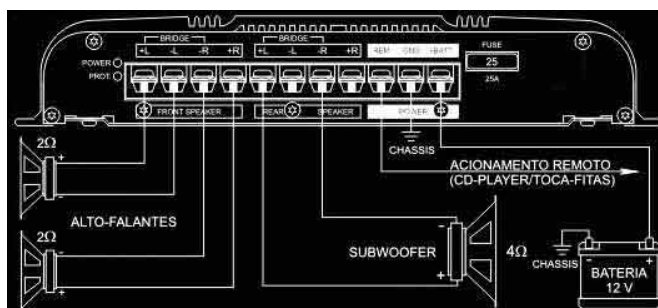 BRIDGE BRIDGE
+L -L -R +R +L -L -R +R REM GND +BATT
FUSE
25
25A
POWER
PROT.
FRONT SPEAKER REAR SPEAKER POWER
CHASSIS
2Ω
+
-
ACIONAMENTO REMOTO
(CD-PLAYER/TOCA-FITAS)
ALTO-FALANTES
2Ω
-
+
SUBWOOFER
-
+
4Ω
CHASSIS
- +
BATERIA
12 V